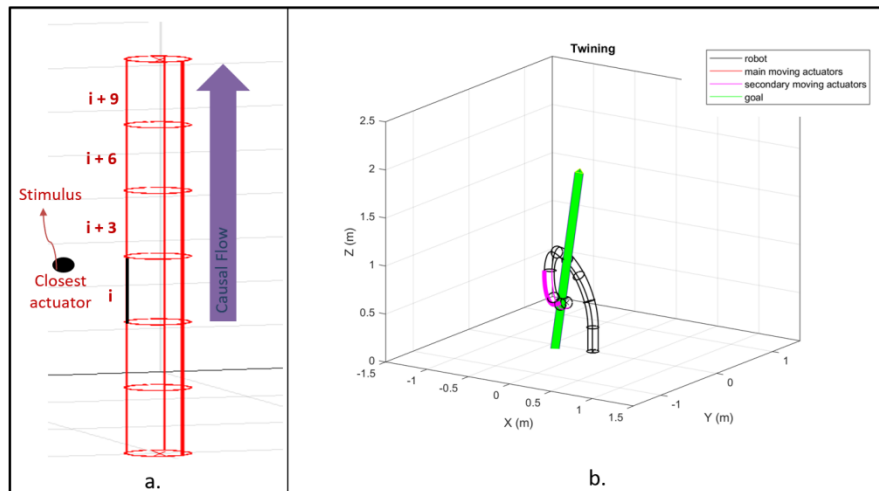 i + 9
i + 6
Stimulus
i + 3
Closest
actuator
i
Causal Flow
a.
Twining
robot
main moving actuators
secondary moving actuators
goal
2.5
2
1.5
1
0.5
0
Z (m)
-1.5
-1
-0.5
0
0.5
1
1.5
X (m)
-1
0
1
Y (m)
b.